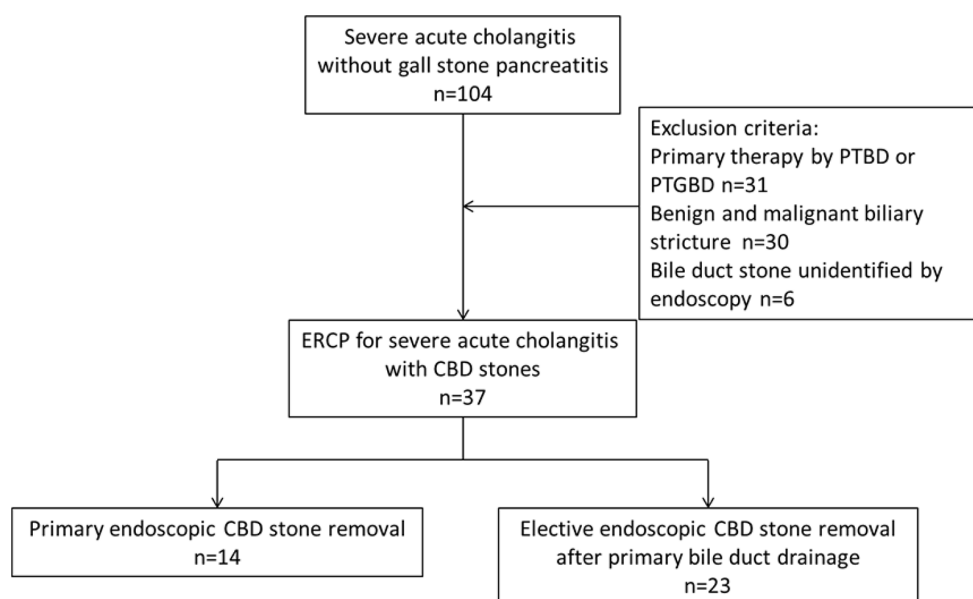 Severe acute cholangitis
without gall stone pancreatitis
n=104
Exclusion criteria:
Primary therapy by PTBD or
PTGBD n=31
Benign and malignant biliary
stricture n=30
Bile duct stone unidentified by
endoscopy n=6
ERCP for severe acute cholangitis
with CBD stones
n=37
Primary endoscopic CBD stone removal
n=14
Elective endoscopic CBD stone removal
after primary bile duct drainage
n=23